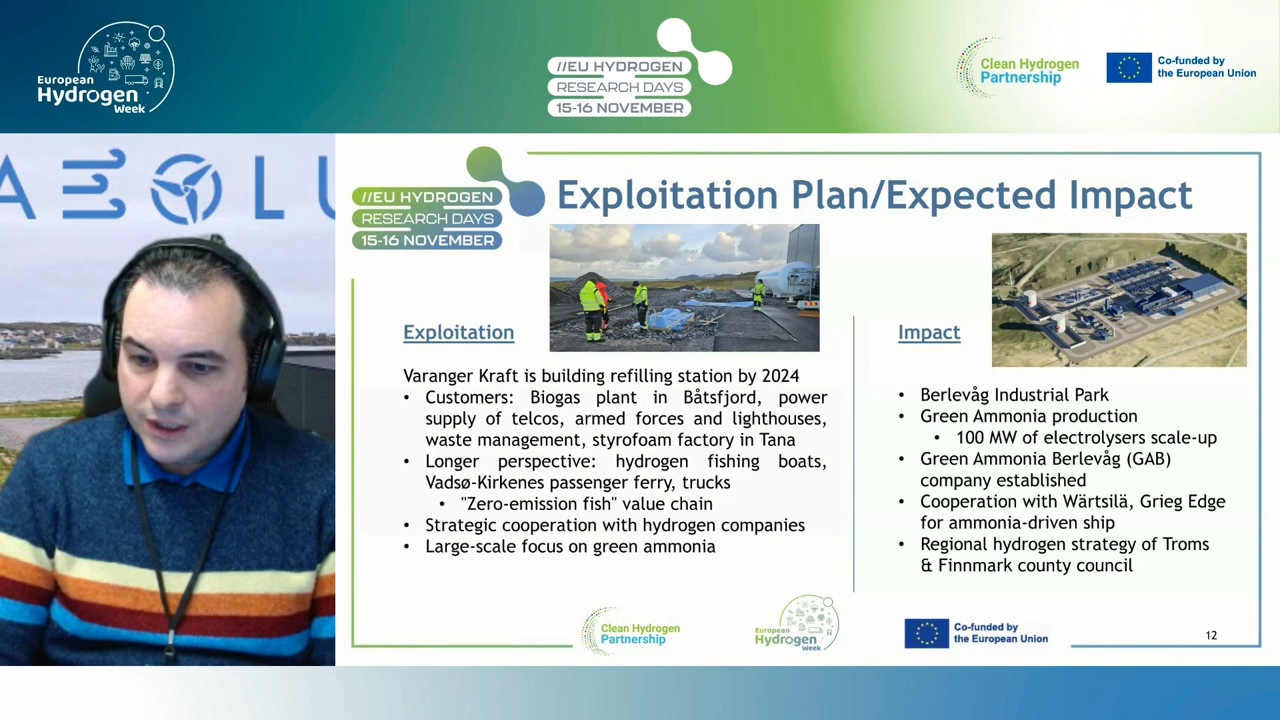 European
Hydrogen
Week
//EU HYDROGEN
RESEARCH DAYS
15-16 NOVEMBER
Clean Hydrogen
Partnership
Co-funded by
the European Union
AEOLU
//EU HYDROGEN
RESEARCH DAYS
15-16 NOVEMBER
Exploitation Plan/Expected Impact
Exploitation
Varanger Kraft is building refilling station by 2024
• Customers: Biogas plant in Båtsfjord, power
supply of telcos, armed forces and lighthouses,
waste management, styrofoam factory in Tana
• Longer perspective: hydrogen fishing boats,
Vadsø-Kirkenes passenger ferry, trucks
• "Zero-emission fish" value chain
• Strategic cooperation with hydrogen companies
• Large-scale focus on green ammonia
Impact
• Berlevåg Industrial Park
• Green Ammonia production
• 100 MW of electrolysers scale-up
• Green Ammonia Berlevåg (GAB)
company established
• Cooperation with Wärtsilä, Grieg Edge
for ammonia-driven ship
• Regional hydrogen strategy of Troms
& Finnmark county council
Clean Hydrogen
Partnership
European
Hydrogen
Week
Co-funded by
the European Union
12